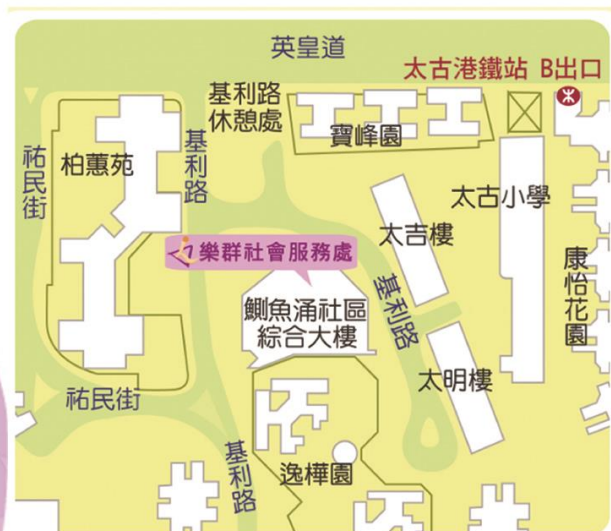 英皇道
太古港鐵站 B出口
基利路
休憩處
寶峰園
祐民街
柏蕙苑
基利路
太古小學
太吉樓
樂群社會服務處
康怡花園
基利路
鰂魚涌社區
綜合大樓
太明樓
祐民街
基利路
逸樺園